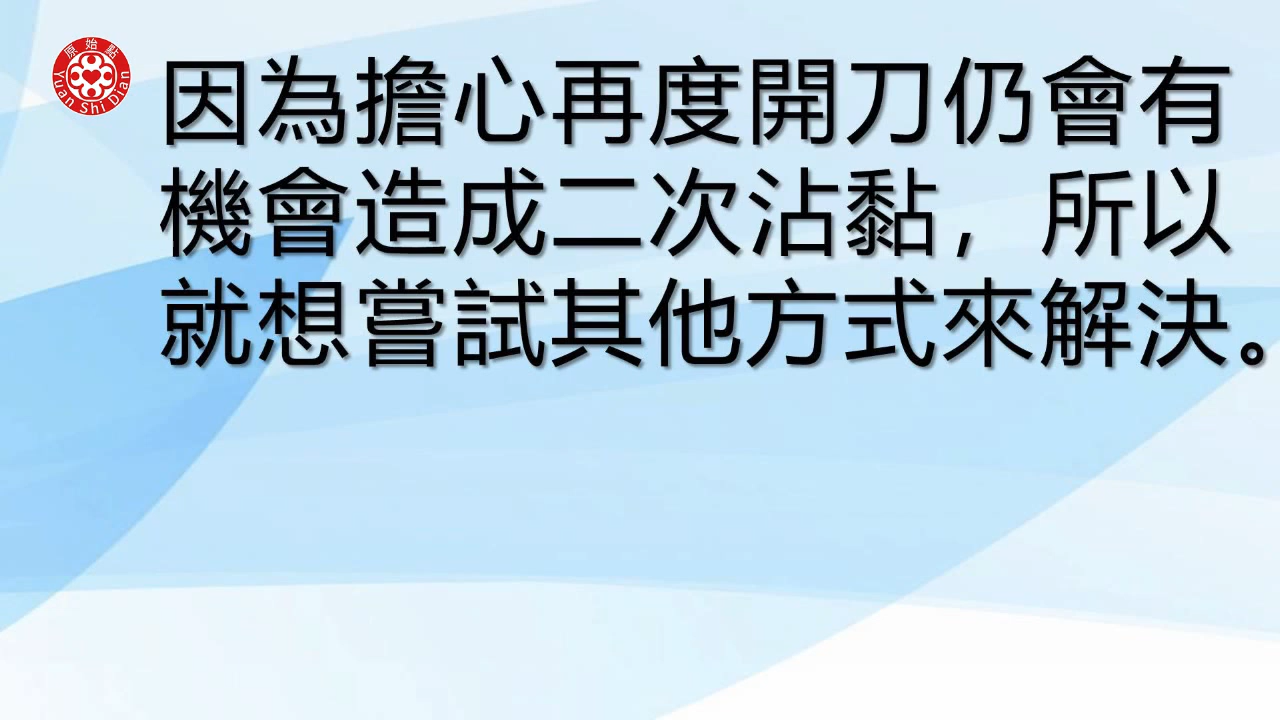 原始點
Yuan Shi Dian
因為擔心再度開刀仍會有
機會造成二次沾黏，所以
就想嘗試其他方式來解決。